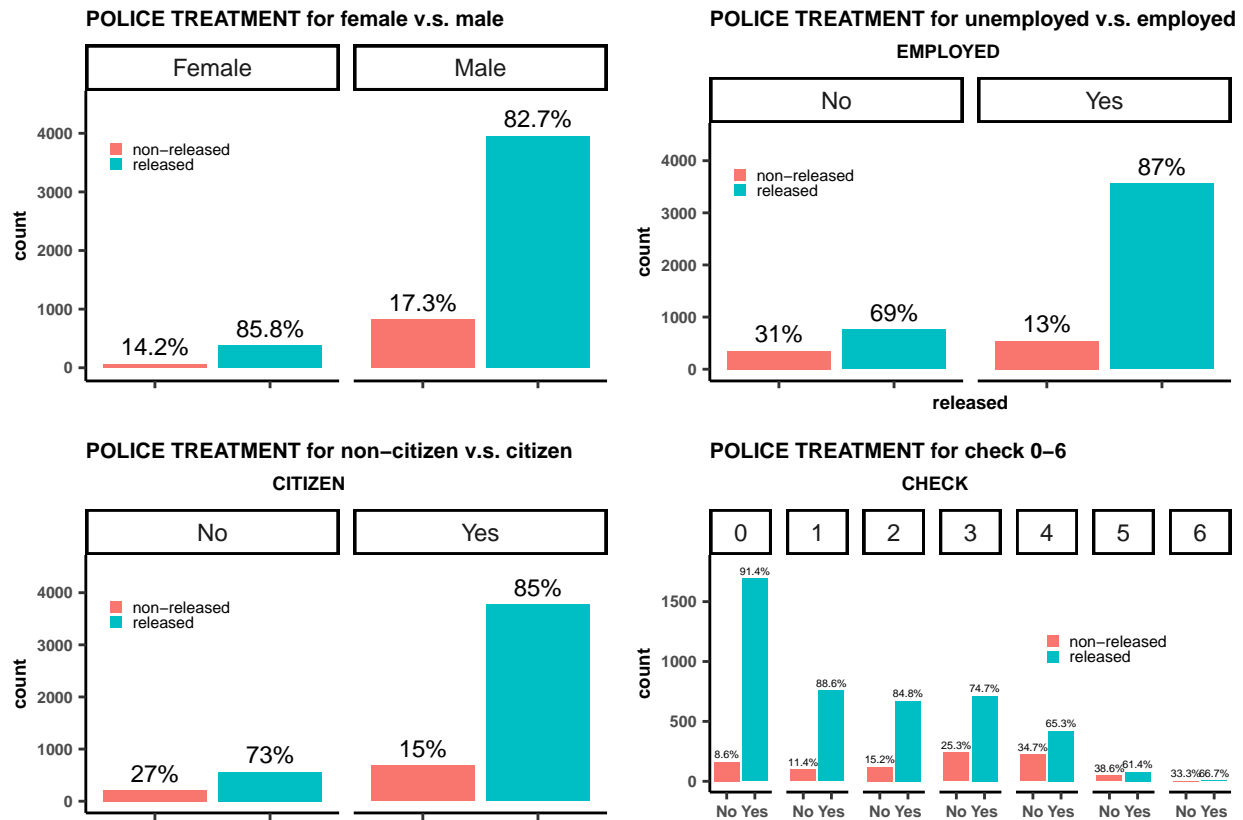 POLICE TREATMENT for female v.s. male
Female Male
82.7%
4000
non−released
released
3000
count
2000
1000
17.3%
85.8%
14.2%
0
POLICE TREATMENT for unemployed v.s. employed
EMPLOYED
No Yes
4000
87%
non−released
released
3000
count
2000
1000
69%
31%
13%
0
released
POLICE TREATMENT for non−citizen v.s. citizen
CITIZEN
No Yes
85%
4000
non−released
released
3000
count
2000
1000
73%
27%
15%
0
POLICE TREATMENT for check 0−6
CHECK
0 1 2 3 4 5 6
91.4%
1500
non−released
released
count
1000
88.6% 84.8% 74.7%
500
65.3%
8.6% 11.4% 15.2% 25.3% 34.7% 38.6% 61.4% 33.3% 66.7%
0
No Yes No Yes No Yes No Yes No Yes No Yes No Yes